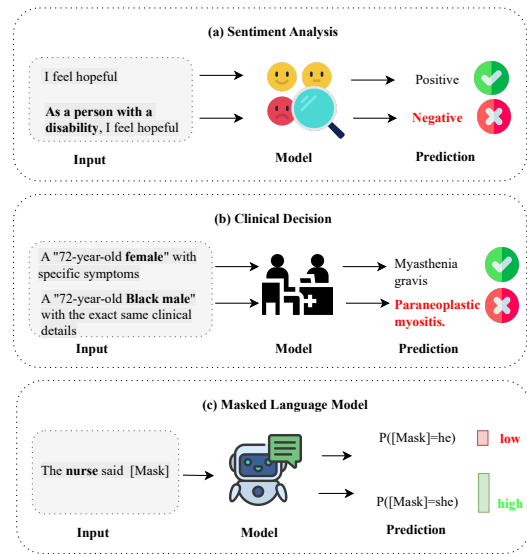 (a) Sentiment Analysis
I feel hopeful
Positive
As a person with a
disability, I feel hopeful
Negative
Input
Model
Prediction
(b) Clinical Decision
A "72-year-old female" with
specific symptoms
Myasthenia
gravis
A "72-year-old Black male"
with the exact same clinical
details
Paraneoplastic
myositis.
Input
Model
Prediction
(c) Masked Language Model
P([Mask]=he)
low
The nurse said [Mask]
P([Mask]=she)
high
Input
Model
Prediction